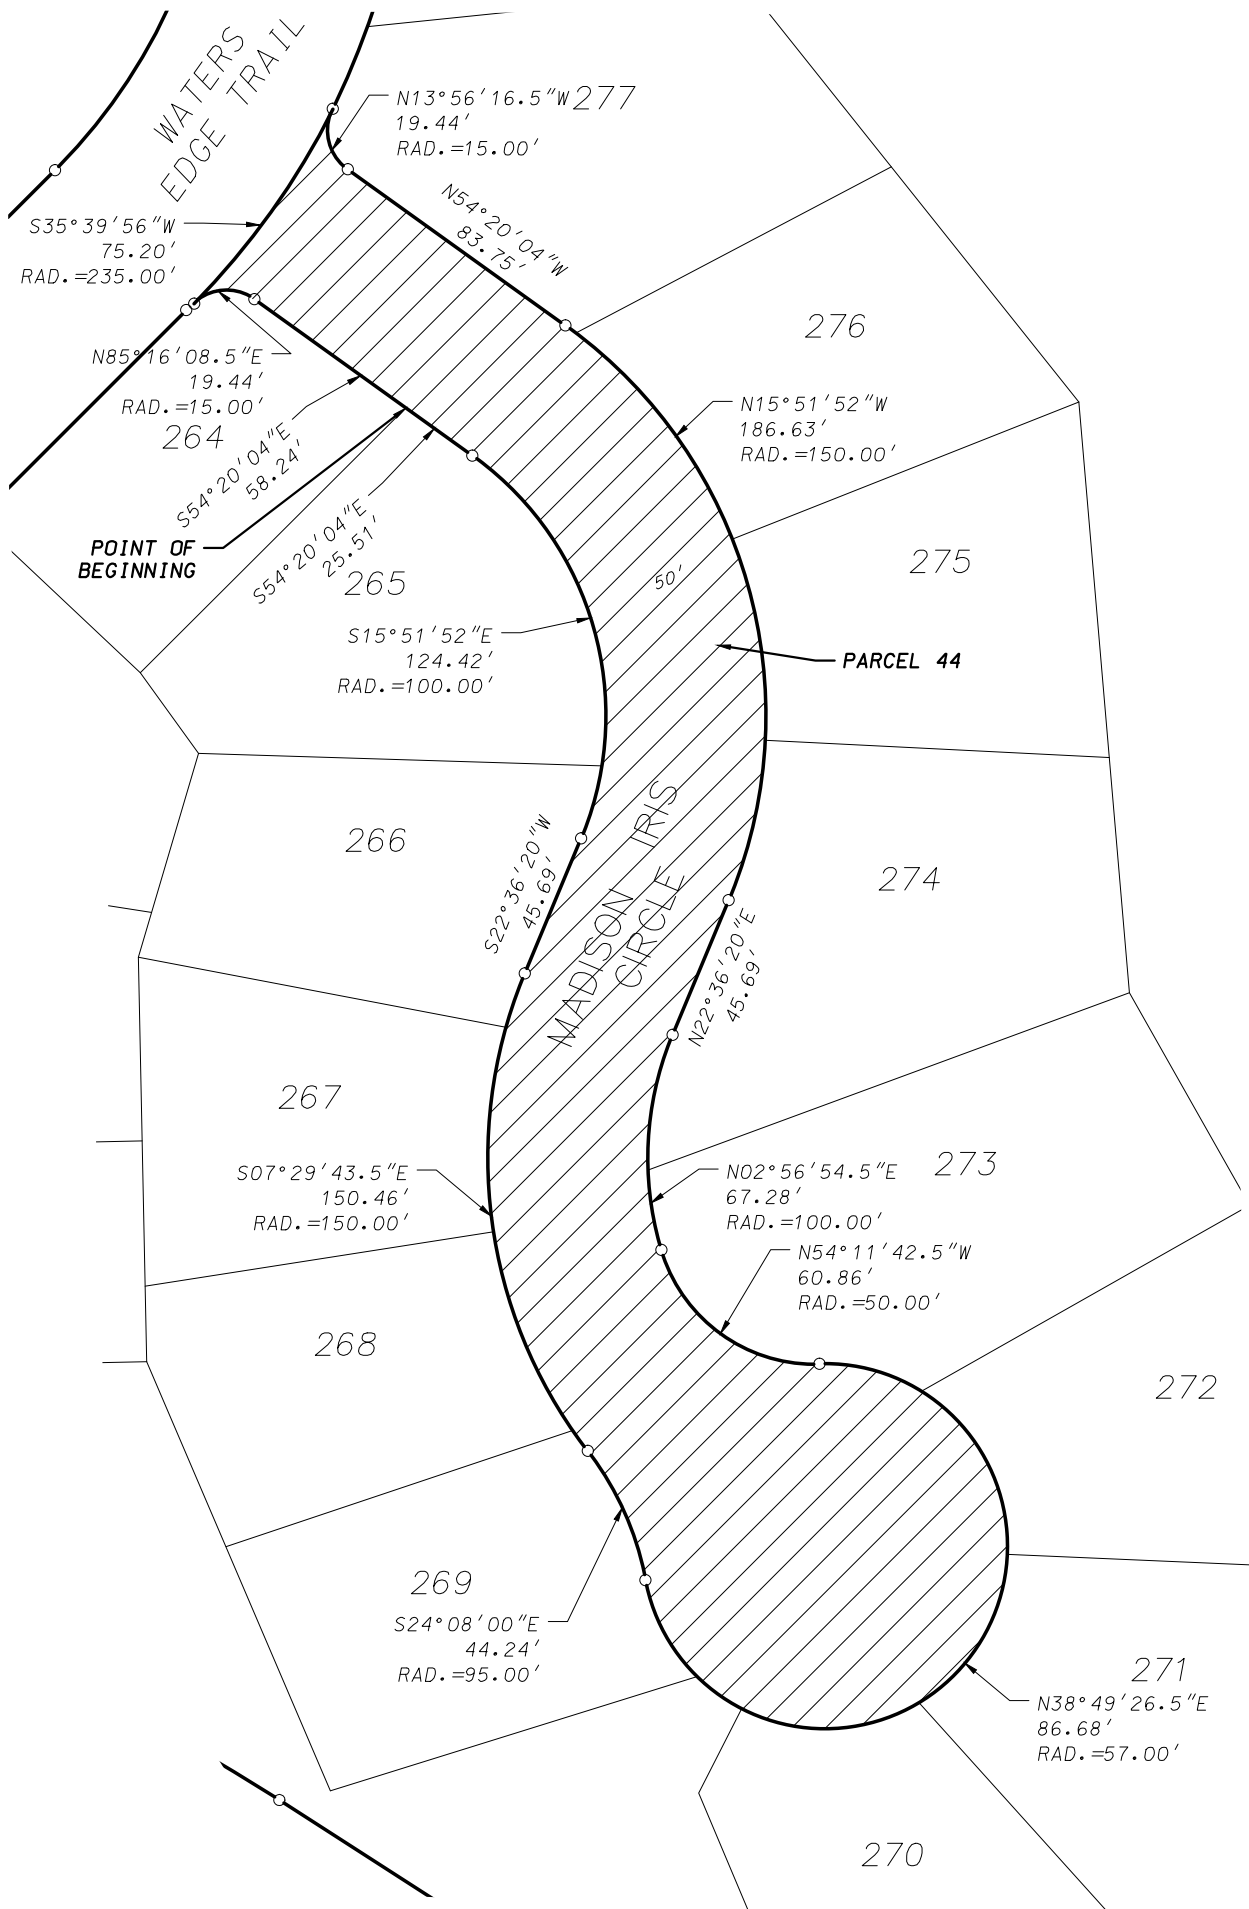 WATERS
EDGE TRAIL
N13°56'16.5"W
19.44'
RAD.=15.00'
277
N54°20'04"W
83.75'
S35°39'56"W
75.20'
RAD.=235.00'
276
N85°16'08.5"E
19.44'
RAD.=15.00'
264
N15°51'52"W
186.63'
RAD.=150.00'
S54°20'04"E
58.24'
POINT OF
BEGINNING
S54°20'04"E
25.51'
265
50'
275
S15°51'52"E
124.42'
RAD.=100.00'
PARCEL 44
266
S22°36'20"W
45.69'
MADISON IRIS
CIRCLE
274
N22°36'20"E
45.69'
267
S07°29'43.5"E
150.46'
RAD.=150.00'
N02°56'54.5"E
67.28'
RAD.=100.00'
273
N54°11'42.5"W
60.86'
RAD.=50.00'
268
272
269
S24°08'00"E
44.24'
RAD.=95.00'
271
N38°49'26.5"E
86.68'
RAD.=57.00'
270